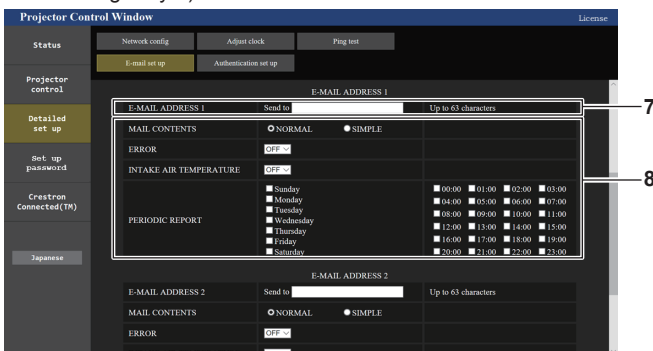 Projector Control Window License
Status
Network config Adjust clock Ping test
E-mail set up Authentication set up
Projector
control
Detailed
set up
Set up
password
Crestron
Connected(TM)
Japanese
E-MAIL ADDRESS 1
E-MAIL ADDRESS 1 Send to Up to 63 characters
7
MAIL CONTENTS NORMAL SIMPLE
ERROR OFF
INTAKE AIR TEMPERATURE OFF
8
PERIODIC REPORT
Sunday
Monday
Tuesday
Wednesday
Thursday
Friday
Saturday
00:00 01:00 02:00 03:00
04:00 05:00 06:00 07:00
08:00 09:00 10:00 11:00
12:00 13:00 14:00 15:00
16:00 17:00 18:00 19:00
20:00 21:00 22:00 23:00
E-MAIL ADDRESS 2
E-MAIL ADDRESS 2 Send to Up to 63 characters
MAIL CONTENTS NORMAL SIMPLE
ERROR OFF